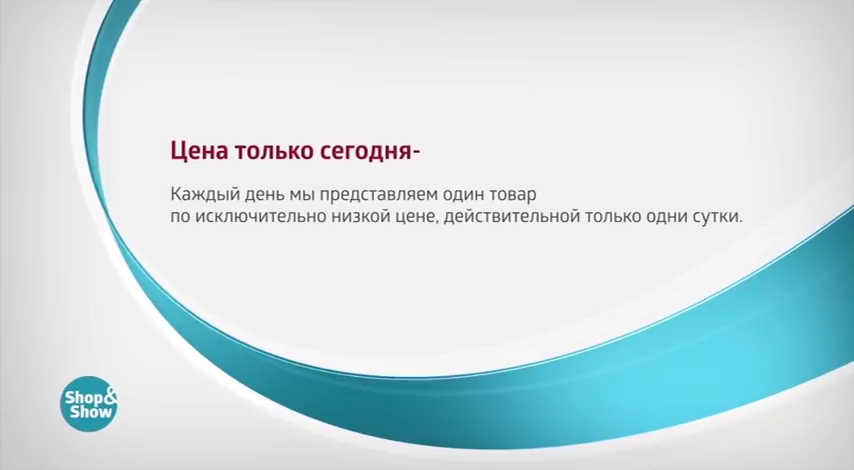 Цена только сегодня-
Каждый день мы представляем один товар
по исключительно низкой цене, действительной только одни сутки.
Shop&
Show